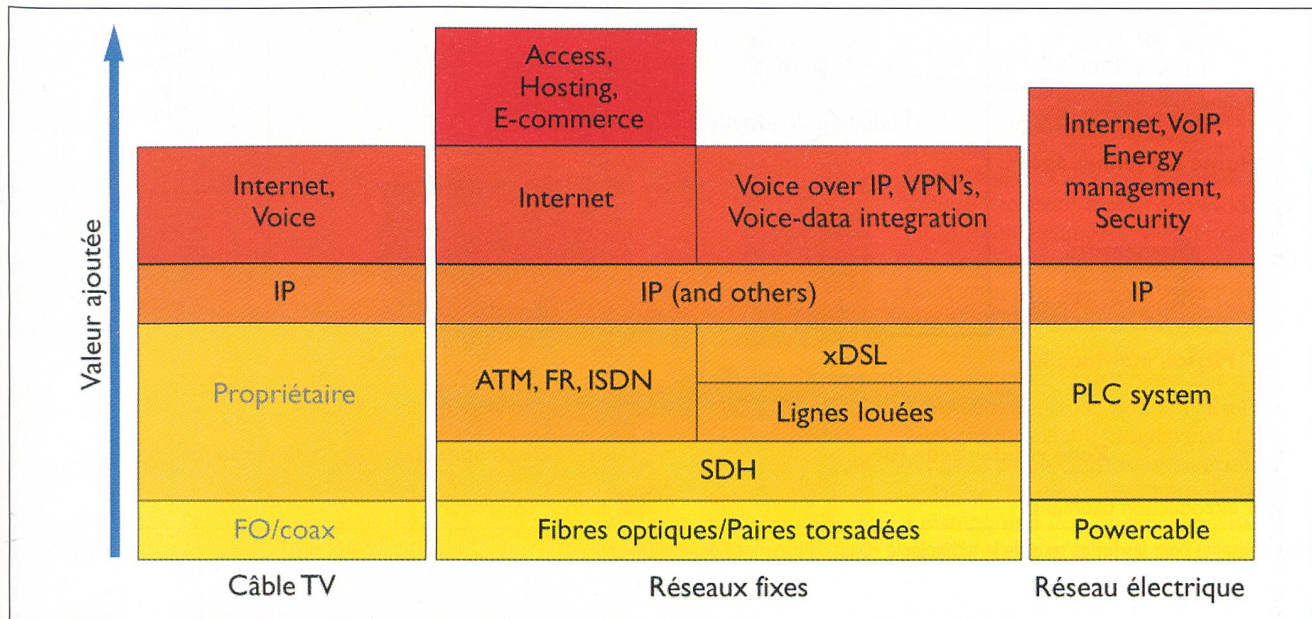 Valeur ajoutée
Internet,
Voice
IP
Propriétaire
FO/coax
Câble TV
Access,
Hosting,
E-commerce
Internet
Voice over IP, VPN's,
Voice-data integration
IP (and others)
ATM, FR, ISDN
xDSL
Lignes louées
SDH
Fibres optiques/Paires torsadées
Réseaux fixes
Internet, VoIP,
Energy
management,
Security
IP
PLC system
Powercable
Réseau électrique